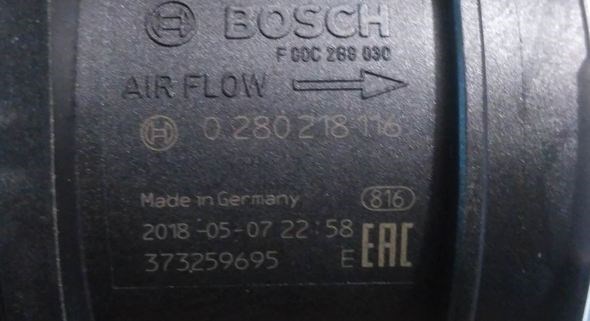 BOSCH
F 00C 2G9 030
AIR FLOW
0 280 218 116
Made in Germany 816
2018-05-07 22:58
373259695 E EAC